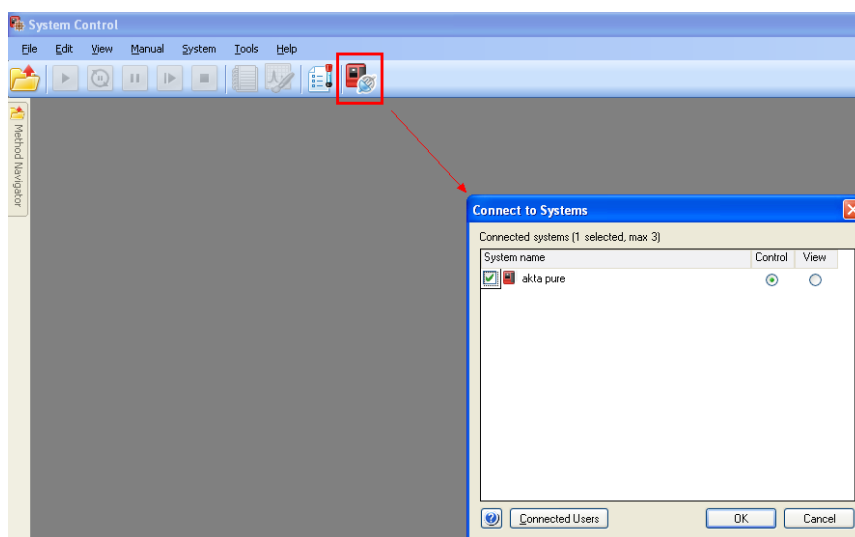 System Control
File Edit View Manual System Tools Help
Method Navigator
Connect to Systems
Connected systems (1 selected, max 3)
System name Control View
akta pure
Connected Users OK Cancel